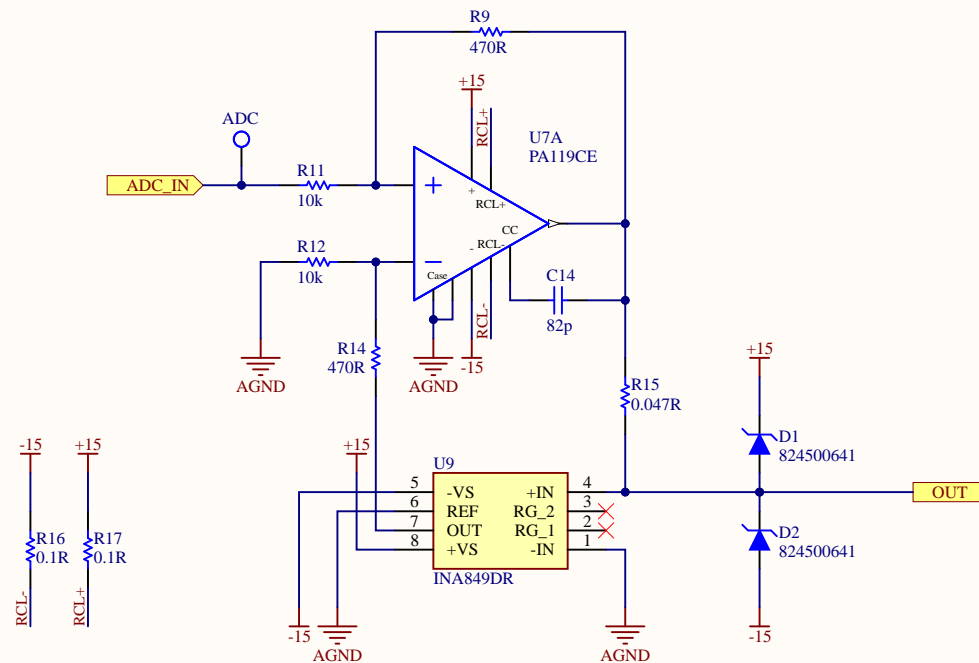 R9
470R
+15
RCL+
U7A
PA119CE
ADC
ADC_IN
R11
10k
+
+
RCL+
CC
R12
10k
−
-
RCL-
Case
C14
82p
RCL-
-15
AGND
AGND
R14
470R
R15
0.047R
+15
D1
824500641
OUT
D2
824500641
-15
-15
+15
R16
0.1R
R17
0.1R
RCL-
RCL+
+15
U9
5 -VS +IN 4
6 REF RG_2 3
7 OUT RG_1 2
8 +VS -IN 1
INA849DR
-15
AGND
AGND